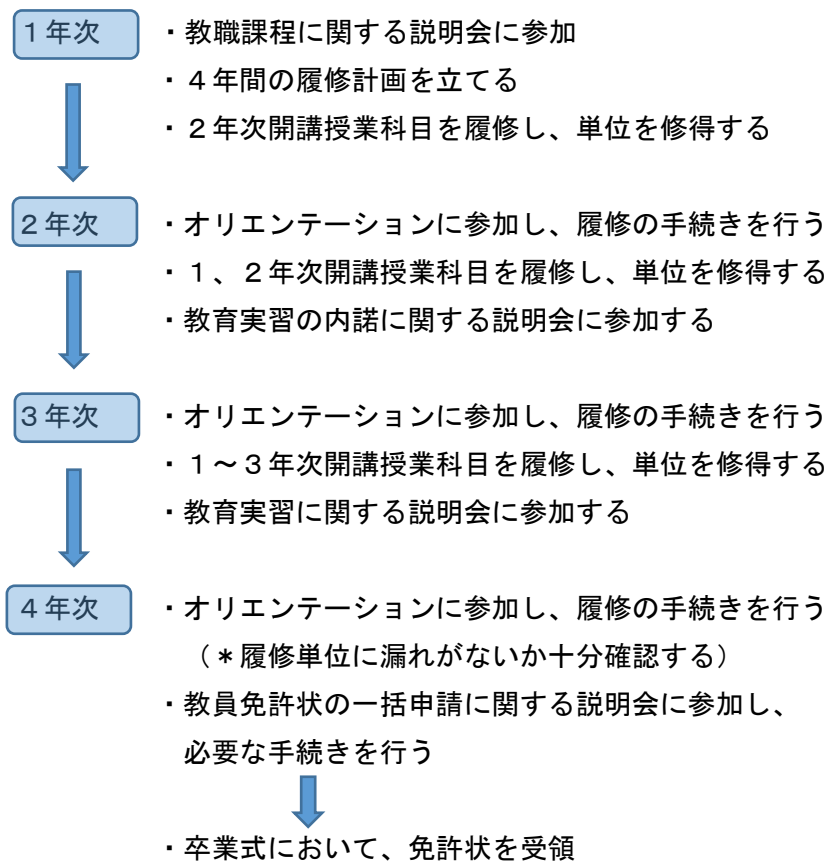 １年次 ・教職課程に関する説明会に参加
・４年間の履修計画を立てる
・２年次開講授業科目を履修し、単位を修得する
２年次 ・オリエンテーションに参加し、履修の手続きを行う
・１、２年次開講授業科目を履修し、単位を修得する
・教育実習の内諾に関する説明会に参加する
３年次 ・オリエンテーションに参加し、履修の手続きを行う
・１～３年次開講授業科目を履修し、単位を修得する
・教育実習に関する説明会に参加する
４年次 ・オリエンテーションに参加し、履修の手続きを行う
（＊履修単位に漏れがないか十分確認する）
・教員免許状の一括申請に関する説明会に参加し、
必要な手続きを行う
・卒業式において、免許状を受領